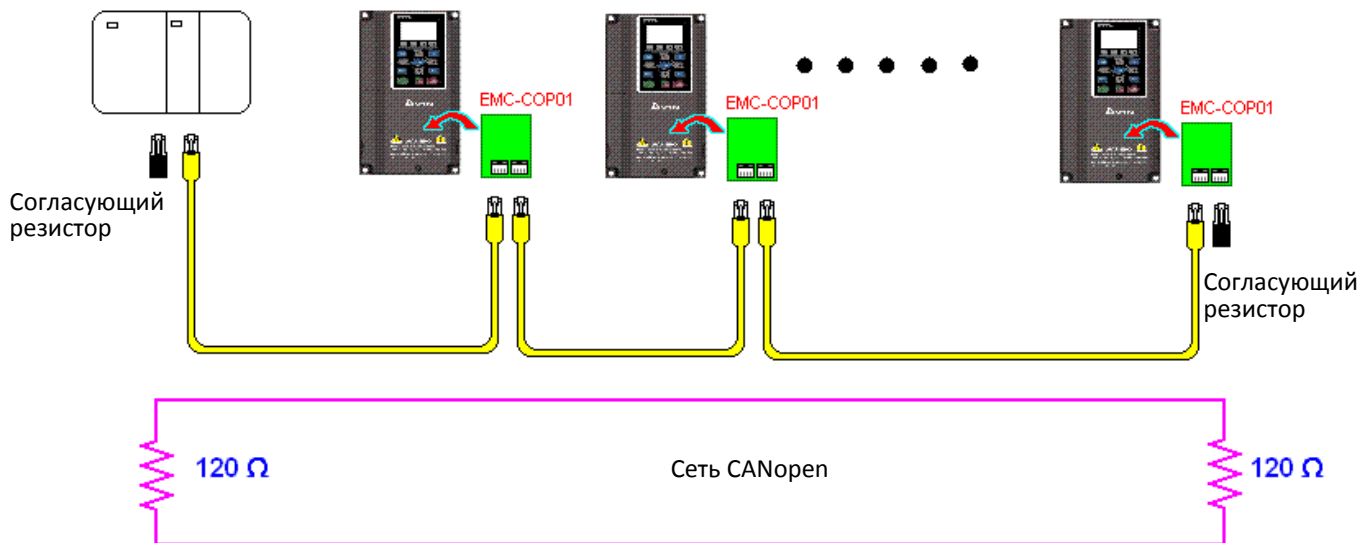 EMC-COP01
EMC-COP01
EMC-COP01
Согласующий
резистор
Согласующий
резистор
120 Ω
Сеть CANopen
120 Ω